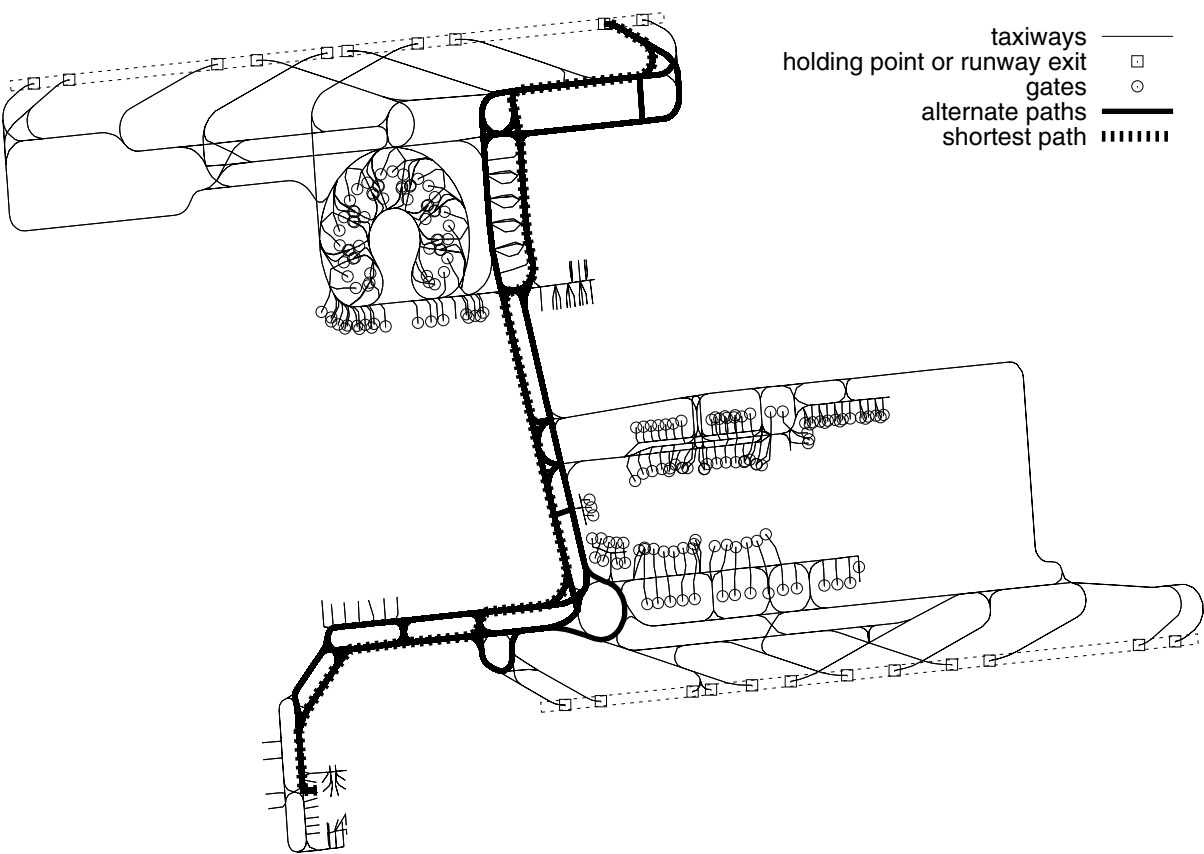 taxiways
holding point or runway exit
gates
alternate paths
shortest path